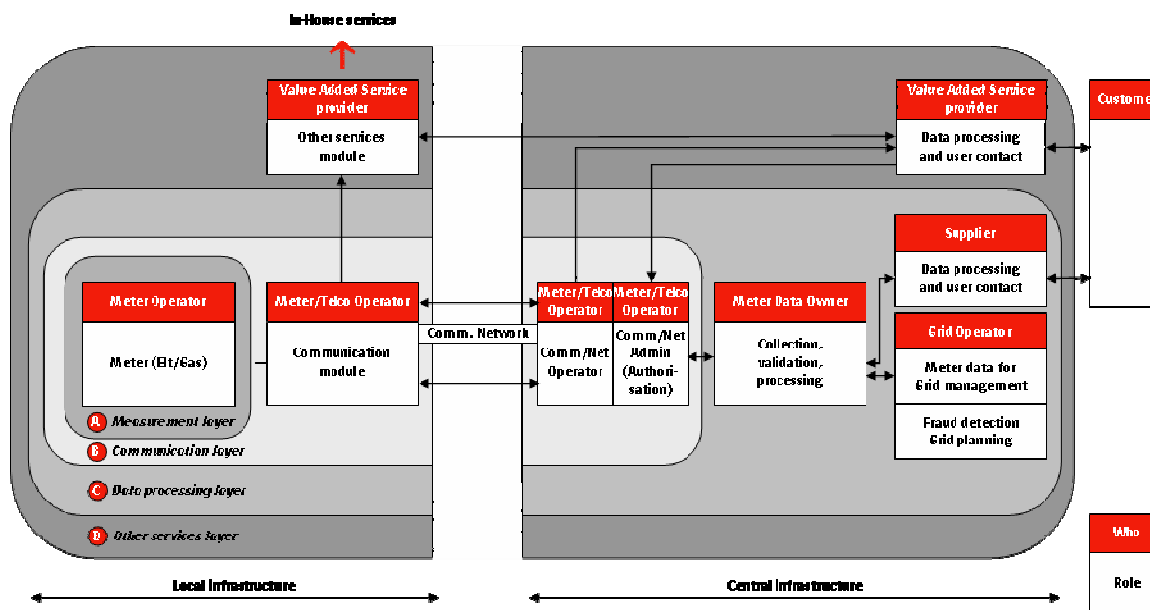 In-House services
Value Added Service
provider
Other services
module
Value Added Service
provider
Data processing
and user contact
Custome
Supplier
Data processing
and user contact
Meter Operator
Meter (Elt/Gas)
Meter/Telco Operator
Communication
module
Comm. Network
Meter/Telco
Operator
Comm/Net
Operator
Meter/Telco
Operator
Comm/Net
Admin
(Authori-
sation)
Meter Data Owner
Collection,
validation,
processing
Grid Operator
Meter data for
Grid management
Fraud detection
Grid planning
A Measurement layer
B Communication layer
C Data processing layer
D Other services layer
Who
Role
Local infrastructure
Central infrastructure